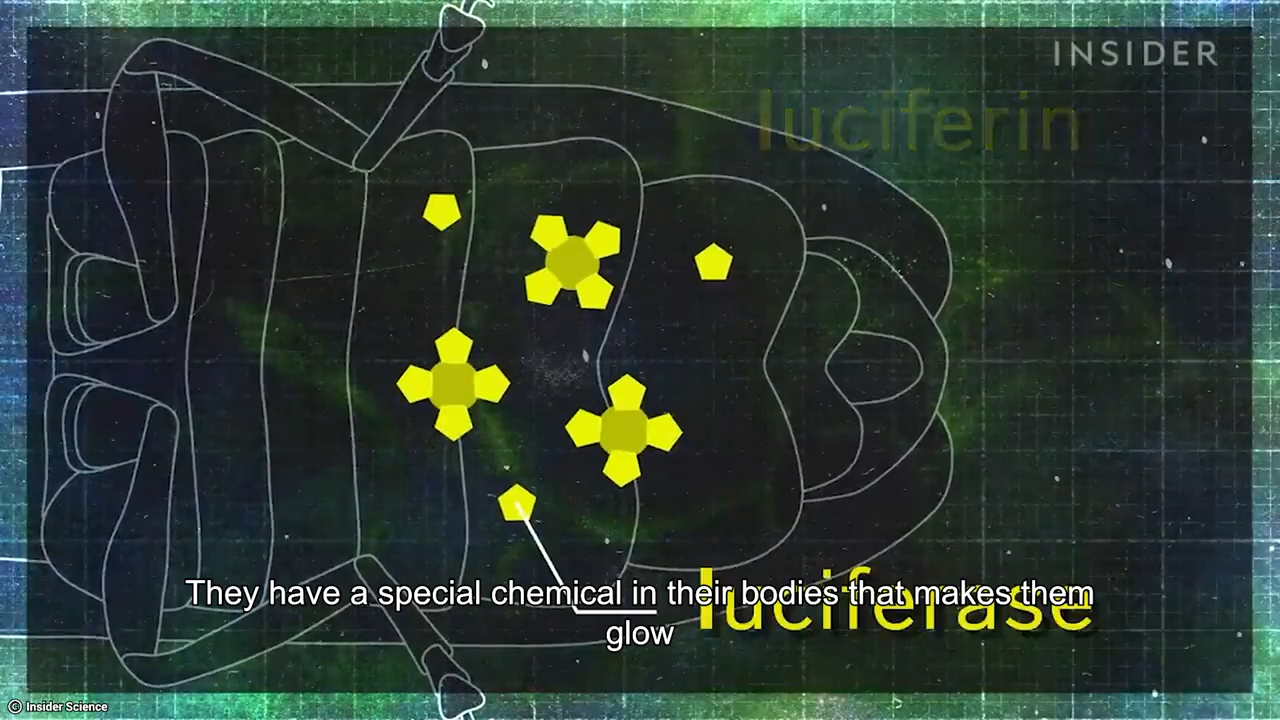 INSIDER
luciferin
luciferase
They have a special chemical in their bodies that makes them
glow
© Insider Science